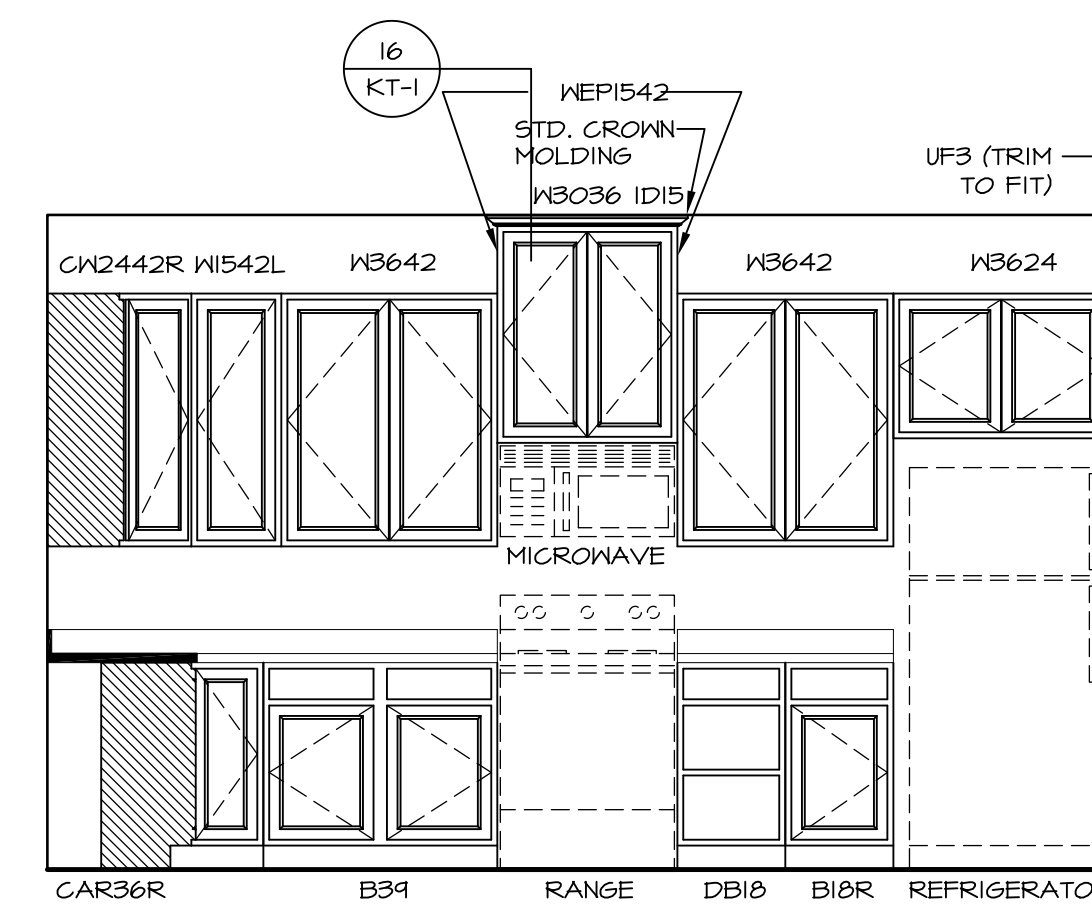 16
KT-1
WEP1542
STD. CROWN
MOLDING
UF3 (TRIM
TO FIT)
W3036 1D15
CW2442R W1542L W3642 W3642 W3624
MICROWAVE
CAR36R B39 RANGE DB18 B18R REFRIGERATO